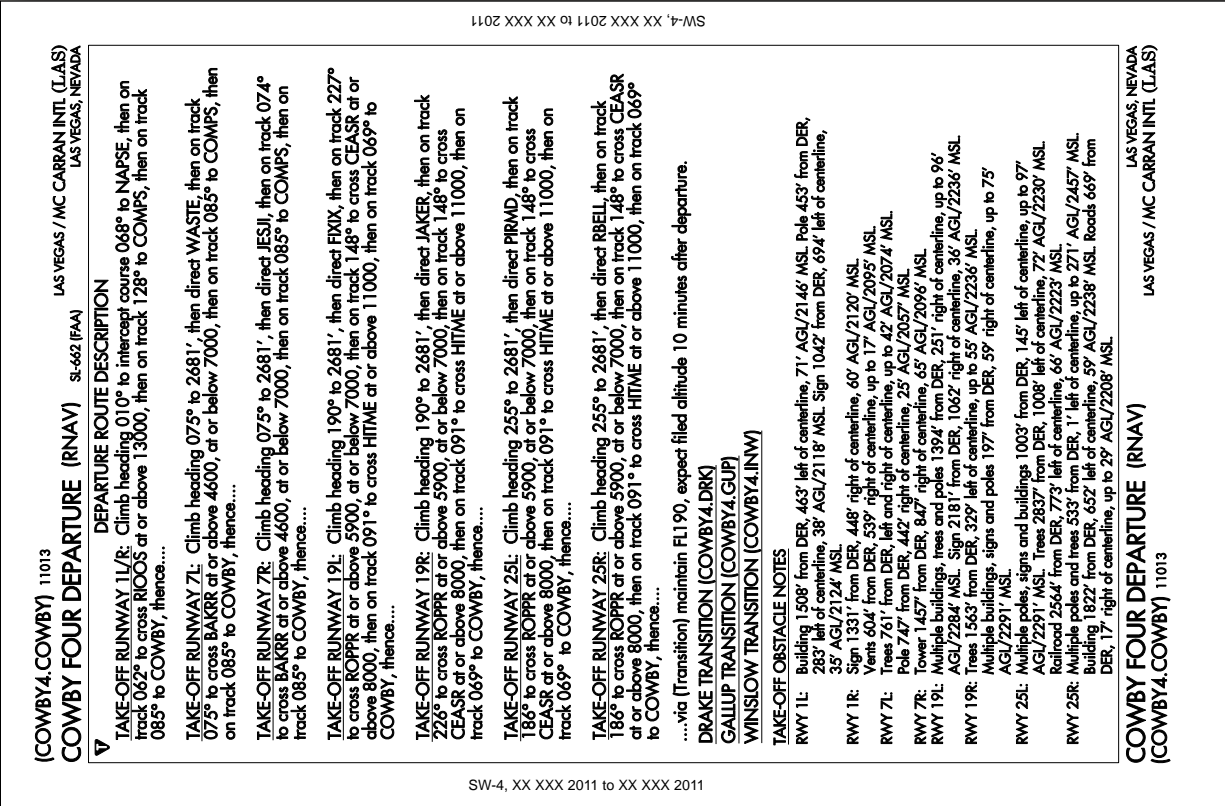 SW-4, XX XXX 2011 to XX XXX 2011
(COWBY4.COWBY) 11013
COWBY FOUR DEPARTURE (RNAV)
SL-662 (FAA)
LAS VEGAS / MC CARRAN INTL (LAS)
LAS VEGAS, NEVADA
DEPARTURE ROUTE DESCRIPTION
TAKE-OFF RUNWAY 1L/R: Climb heading 010° to intercept course 068° to NAPSE, then on
track 062° to cross RIOOS at or above 13000, then on track 128° to COMPS, then on track
085° to COWBY, thence....
TAKE-OFF RUNWAY 7L: Climb heading 075° to 2681', then direct WASTE, then on track
075° to cross BAKRR at or above 4600, at or below 7000, then on track 085° to COMPS, then
on track 085° to COWBY, thence....
TAKE-OFF RUNWAY 7R: Climb heading 075° to 2681', then direct JESJI, then on track 074°
to cross BAKRR at or above 4600, at or below 7000, then on track 085° to COMPS, then on
track 085° to COWBY, thence....
TAKE-OFF RUNWAY 19L: Climb heading 190° to 2681', then direct FIXIX, then on track 227°
to cross ROPPR at or above 5900, at or below 7000, then on track 148° to cross CEASR at or
above 8000, then on track 091° to cross HITME at or above 11000, then on track 069° to
COWBY, thence....
TAKE-OFF RUNWAY 19R: Climb heading 190° to 2681', then direct JAKER, then on track
226° to cross ROPPR at or above 5900, at or below 7000, then on track 148° to cross
CEASR at or above 8000, then on track 091° to cross HITME at or above 11000, then on
track 069° to COWBY, thence....
TAKE-OFF RUNWAY 25L: Climb heading 255° to 2681', then direct PIRMD, then on track
186° to cross ROPPR at or above 5900, at or below 7000, then on track 148° to cross
CEASR at or above 8000, then on track 091° to cross HITME at or above 11000, then on
track 069° to COWBY, thence....
TAKE-OFF RUNWAY 25R: Climb heading 255° to 2681', then direct RBELL, then on track
186° to cross ROPPR at or above 5900, at or below 7000, then on track 148° to cross CEASR
at or above 8000, then on track 091° to cross HITME at or above 11000, then on track 069°
to COWBY, thence....
....via (Transition) maintain FL190, expect filed altitude 10 minutes after departure.
DRAKE TRANSITION (COWBY4.DRK)
GALLUP TRANSITION (COWBY4.GUP)
WINSLOW TRANSITION (COWBY4.INW)
TAKE-OFF OBSTACLE NOTES
RWY 1L: Building 1508' from DER, 463' left of centerline, 71' AGL/2146' MSL. Pole 453' from DER,
283' left of centerline, 38' AGL/2118' MSL. Sign 1042' from DER, 694' left of centerline,
35' AGL/2124' MSL.
RWY 1R: Sign 1331' from DER, 448' right of centerline, 60' AGL/2120' MSL.
Vents 604' from DER, 539' right of centerline, up to 17' AGL/2095' MSL.
RWY 7L: Trees 761' from DER, left and right of centerline, up to 42' AGL/2074' MSL.
Pole 747' from DER, 442' right of centerline, 25' AGL/2057' MSL.
RWY 7R: Tower 1457' from DER, 847' right of centerline, 65' AGL/2096' MSL.
RWY 19L: Multiple buildings, trees and poles 1394' from DER, 251' right of centerline, up to 96'
AGL/2284' MSL. Sign 2181' from DER, 1062' right of centerline, 36' AGL/2236' MSL.
RWY 19R: Trees 1563' from DER, 329' left of centerline, up to 55' AGL/2236' MSL.
Multiple buildings, signs and poles 197' from DER, 59' right of centerline, up to 75'
AGL/2291' MSL.
RWY 25L: Multiple poles, signs and buildings 1003' from DER, 145' left of centerline, up to 97'
AGL/2291' MSL. Trees 2837' from DER, 1008' left of centerline, 72' AGL/2230' MSL.
Railroad 2564' from DER, 773' left of centerline, 66' AGL/2223' MSL.
RWY 25R: Multiple poles and trees 533' from DER, 1' left of centerline, up to 271' AGL/2457' MSL.
Building 1822' from DER, 652' left of centerline, 59' AGL/2238' MSL. Roads 669' from
DER, 17' right of centerline, up to 29' AGL/2208' MSL.
COWBY FOUR DEPARTURE (RNAV)
(COWBY4.COWBY) 11013
LAS VEGAS, NEVADA
LAS VEGAS / MC CARRAN INTL (LAS)
SW-4, XX XXX 2011 to XX XXX 2011